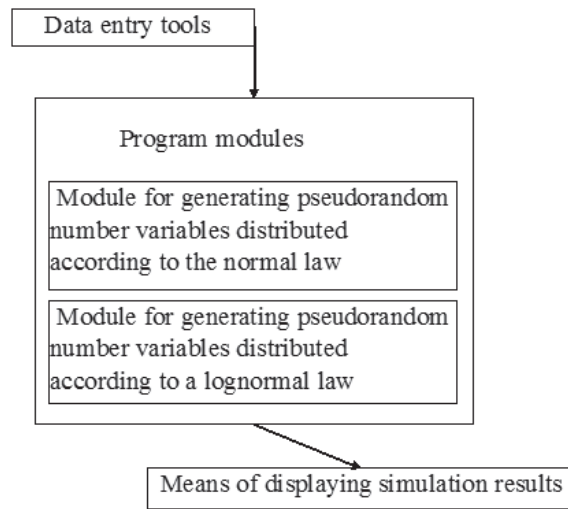 Data entry tools
Program modules
Module for generating pseudorandom
number variables distributed
according to the normal law
Module for generating pseudorandom
number variables distributed
according to a lognormal law
Means of displaying simulation results